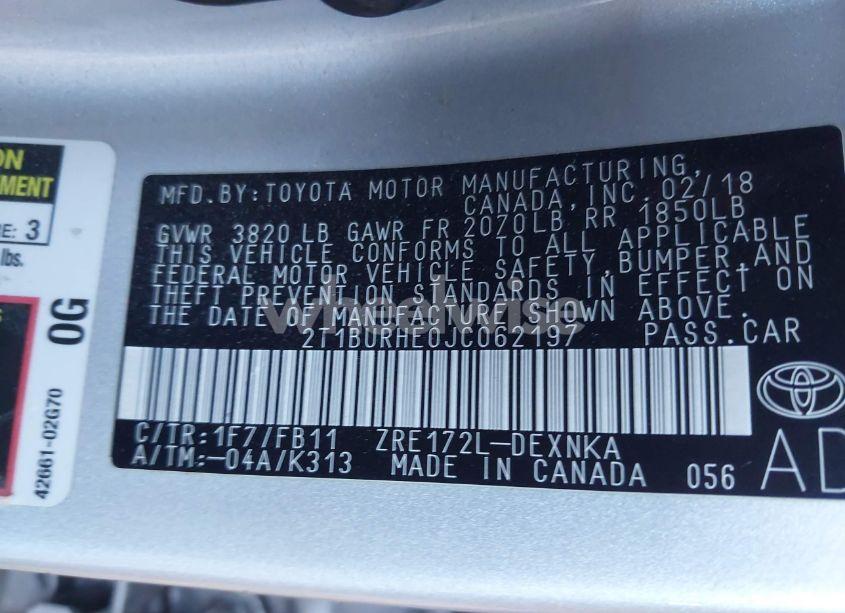 ON
MENT
E: 3
lbs.
S
0G
42661-02G70
MFD.BY:TOYOTA MOTOR MANUFACTURING,
CANADA,INC. 02/18
GVWR 3820 LB GAWR FR 2070LB, RR 1850LB
THIS VEHICLE CONFORMS TO ALL APPLICABLE
FEDERAL MOTOR VEHICLE SAFETY,BUMPER,AND
THEFT PREVENTION STANDARDS IN EFFECT ON
THE DATE OF MANUFACTURE SHOWN ABOVE.
2T1BURHE0JC062197 PASS.CAR
C/TR:1F7/FB11 ZRE172L-DEXNKA
A/TM:-04A/K313 MADE IN CANADA 056
AD
wheelwise